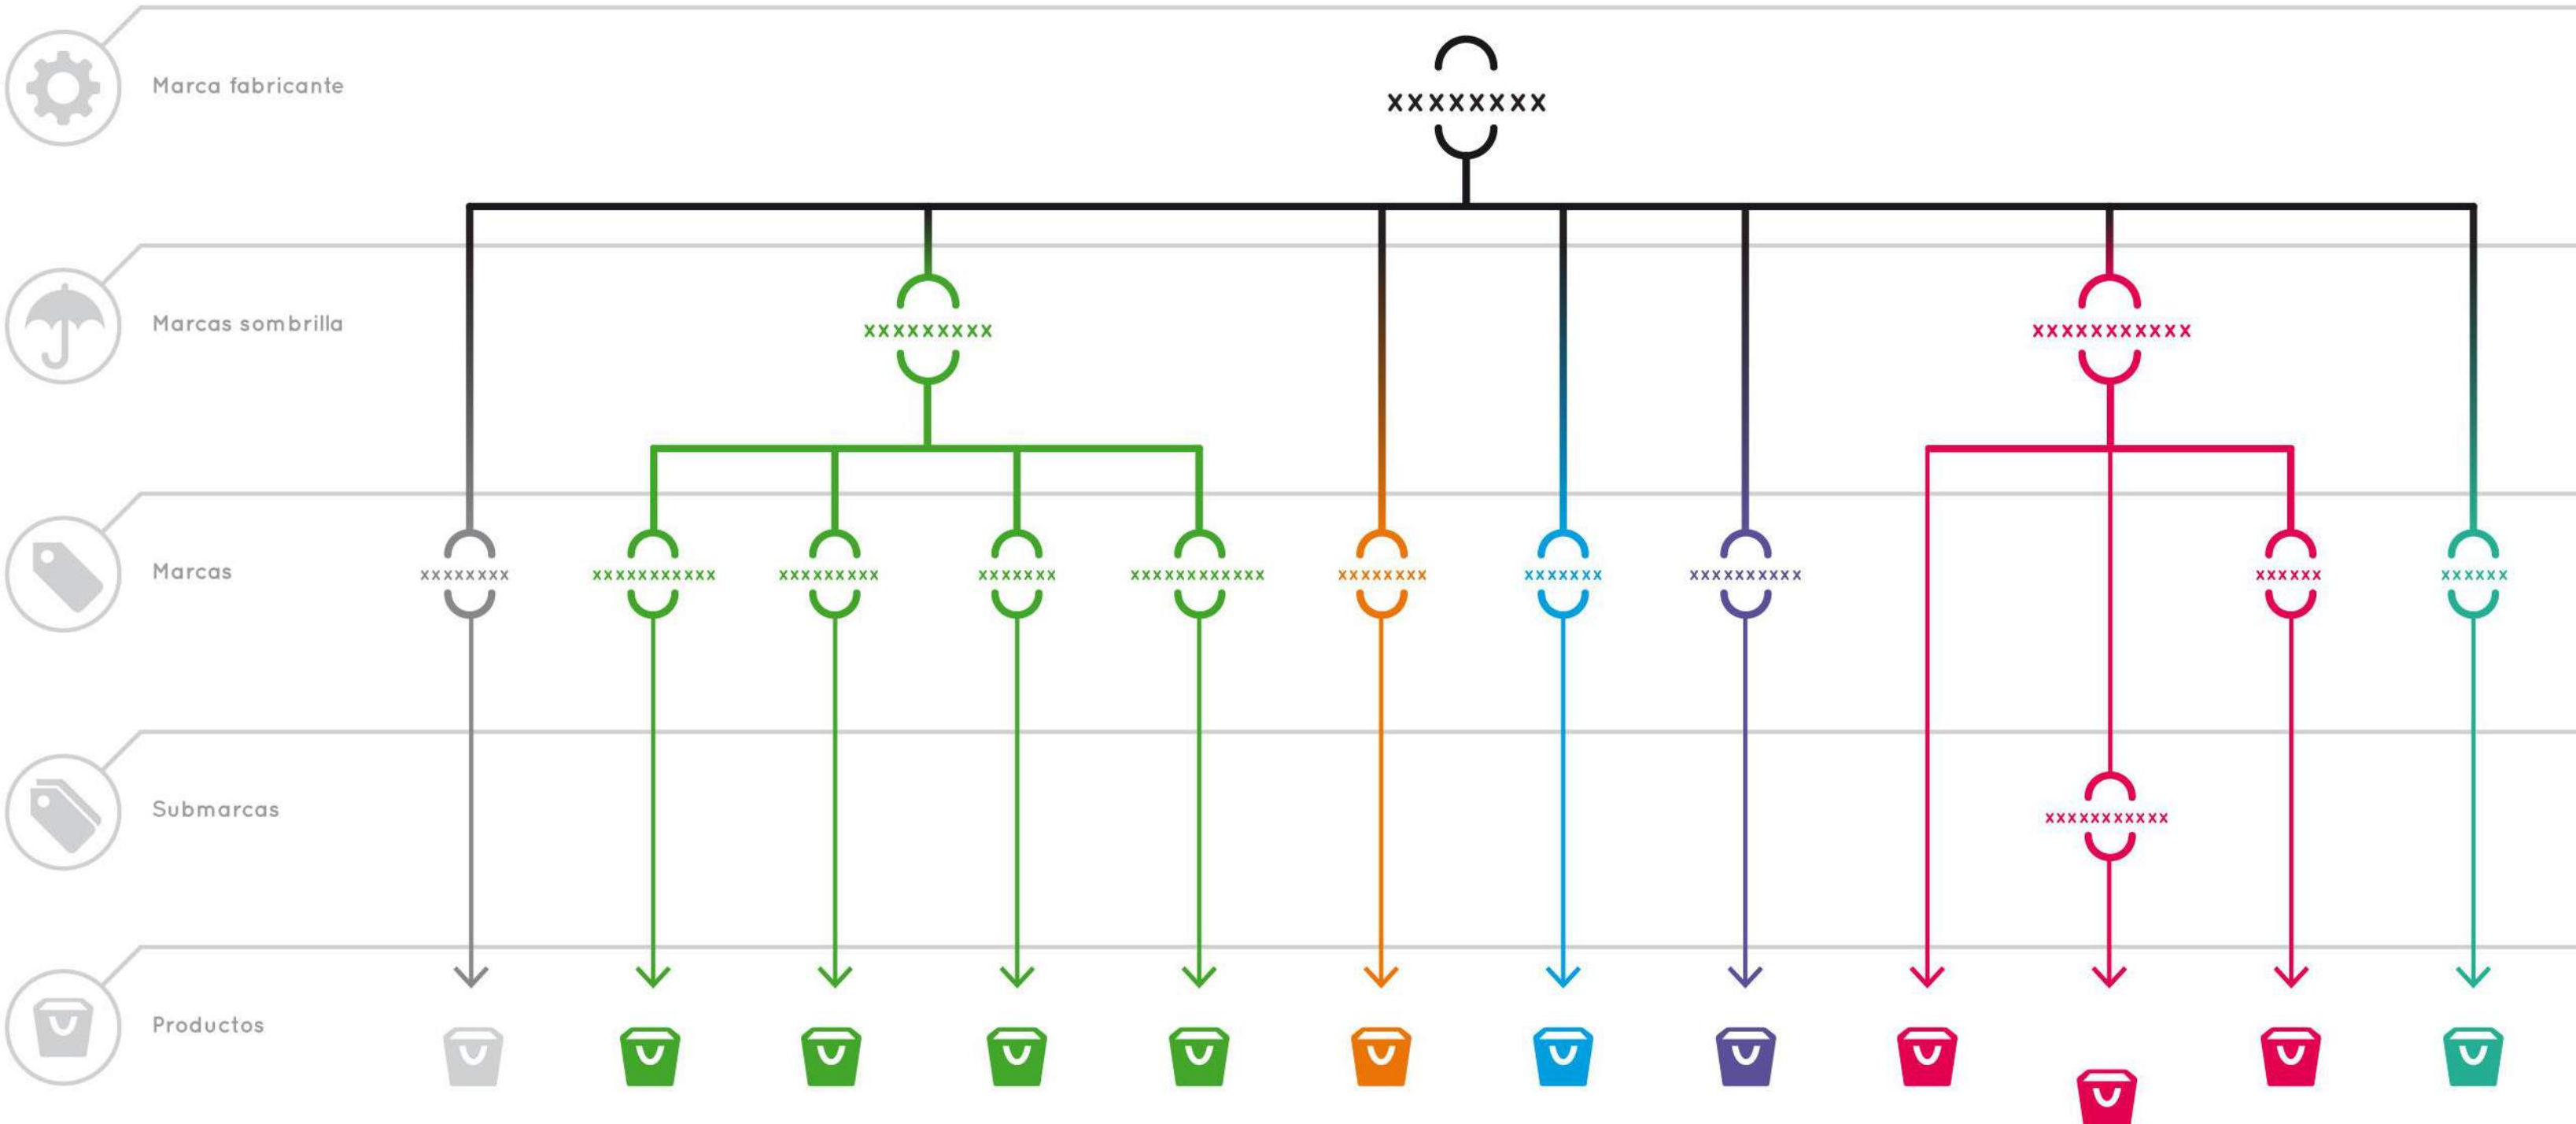 Marca fabricante
xxxxxxxx
Marcas sombrilla
xxxxxxxxx
xxxxxxxxxxx
Marcas
xxxxxxxx
xxxxxxxxxxx
xxxxxxxxx
xxxxxxx
xxxxxxxxxxxx
xxxxxxxx
xxxxxxx
xxxxxxxxxx
xxxxxx
xxxxxx
Submarcas
xxxxxxxxxxx
Productos